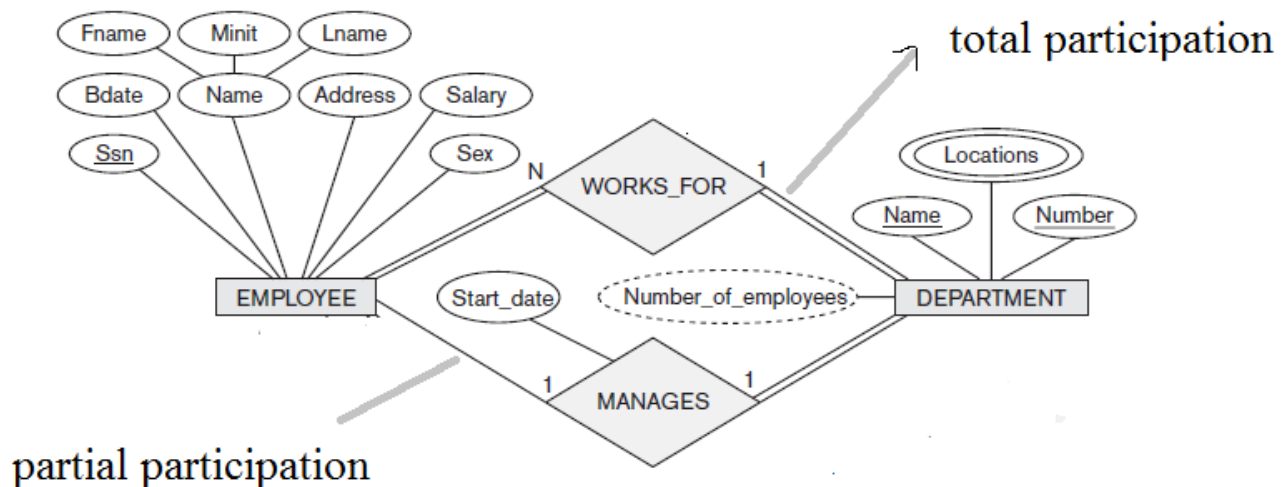 total participation
Fname Minit Lname
Bdate Name Address Salary
Ssn Sex
N WORKS_FOR 1
Locations
Name Number
EMPLOYEE Start_date Number_of_employees DEPARTMENT
1 MANAGES 1
partial participation